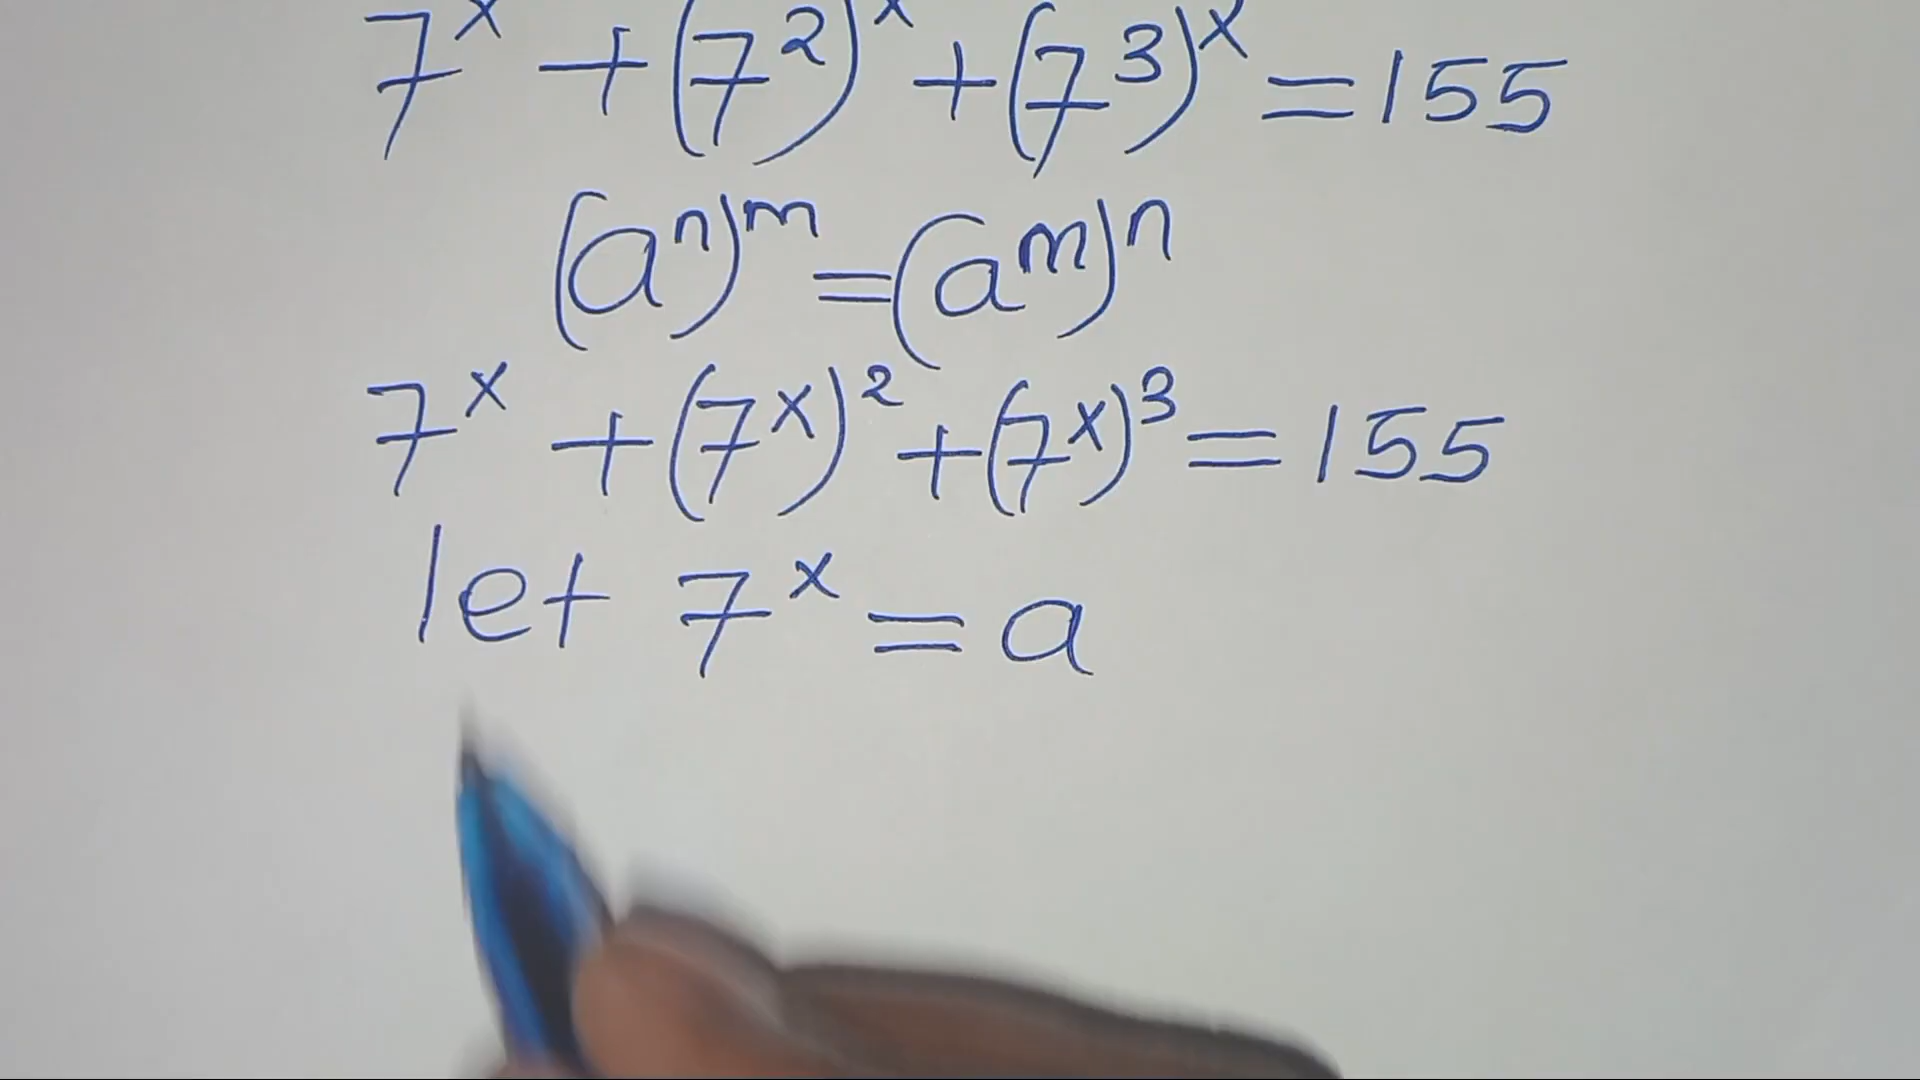 7^x + (7^2)^x + (7^3)^x = 155
(a^n)^m = (a^m)^n
7^x + (7^x)^2 + (7^x)^3 = 155
let 7^x = a